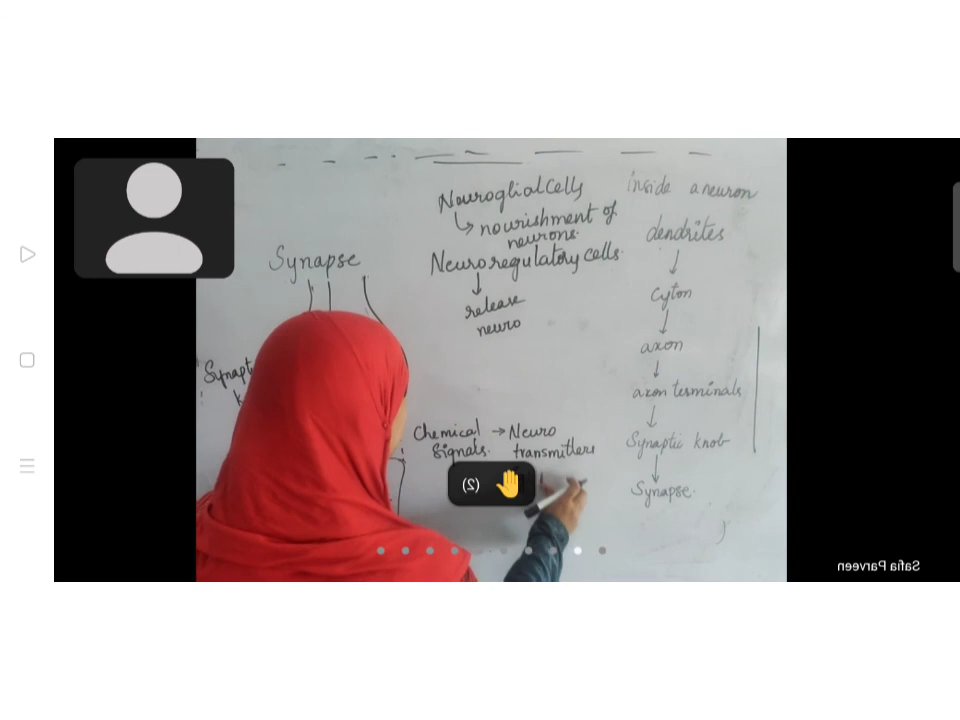 Neuroglial Cells
↳ nourishment of
neurons.
Neuroregulatory cells.
↓
release
neuro
Synapse
Synapt
k
Chemical → Neuro
Signals. transmitters
inside a neuron
dendrites
↓
Cyton
↓
axon
↓
axon terminals
↓
Synaptic knob
↓
Synapse.
(2)
Safia Parveen